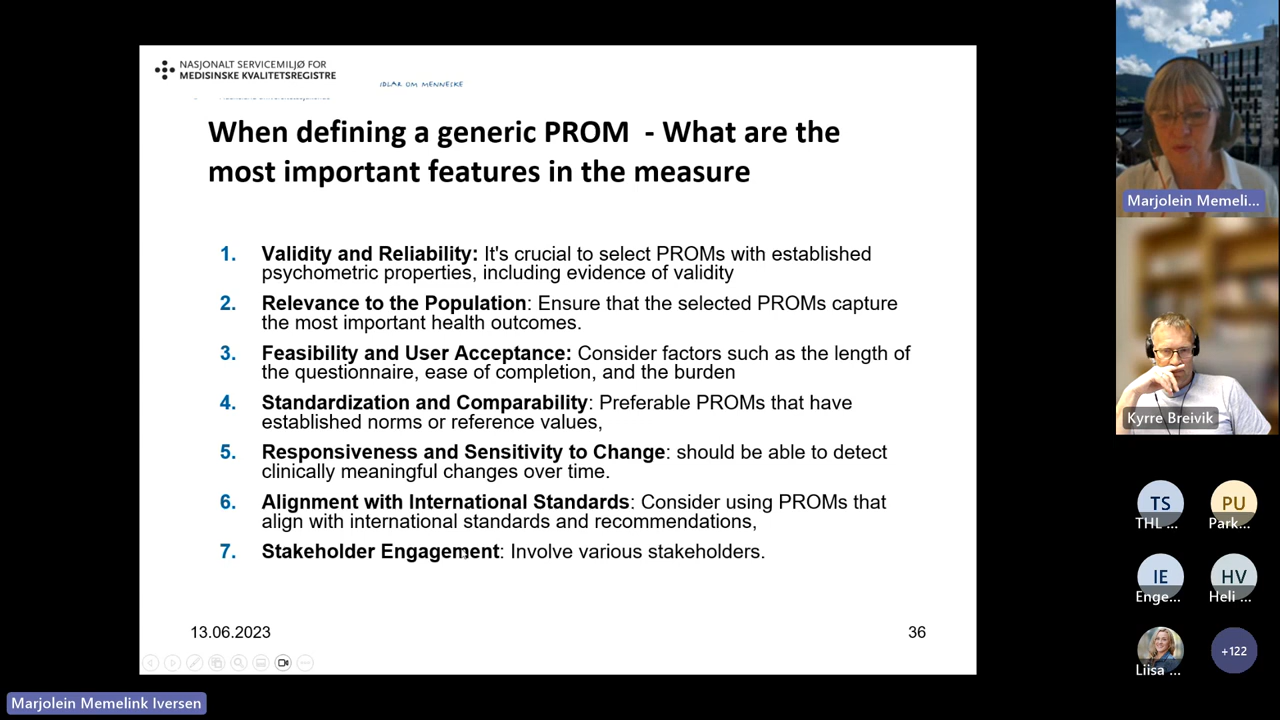 NASJONALT SERVICEMILJØ FOR
MEDISINSKE KVALITETSREGISTRE
IDLAR OM MENNESKE
When defining a generic PROM - What are the
most important features in the measure
1. Validity and Reliability: It's crucial to select PROMs with established
psychometric properties, including evidence of validity
2. Relevance to the Population: Ensure that the selected PROMs capture
the most important health outcomes.
3. Feasibility and User Acceptance: Consider factors such as the length of
the questionnaire, ease of completion, and the burden
4. Standardization and Comparability: Preferable PROMs that have
established norms or reference values,
5. Responsiveness and Sensitivity to Change: should be able to detect
clinically meaningful changes over time.
6. Alignment with International Standards: Consider using PROMs that
align with international standards and recommendations,
7. Stakeholder Engagement: Involve various stakeholders.
13.06.2023
36
Marjolein Memelink Iversen
Marjolein Memeli...
Kyrre Breivik
TS
THL ...
PU
Park...
IE
Enge...
HV
Heli ...
Liisa ...
+122